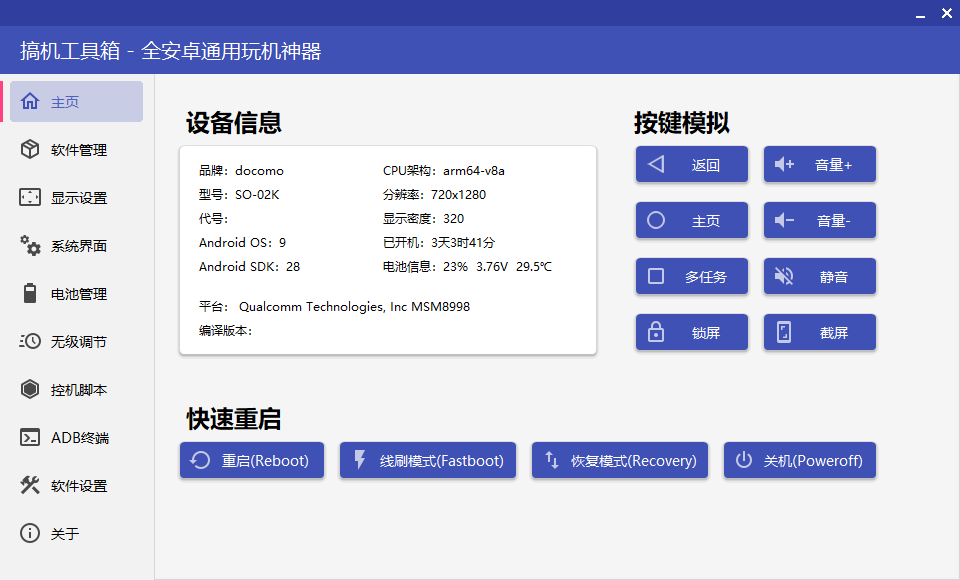 搞机工具箱 - 全安卓通用玩机神器
主页
软件管理
显示设置
系统界面
电池管理
无级调节
控机脚本
ADB终端
软件设置
关于
设备信息
品牌：docomo
型号：SO-02K
代号：
Android OS：9
Android SDK：28
CPU架构：arm64-v8a
分辨率：720x1280
显示密度：320
已开机：3天3时41分
电池信息：23% 3.76V 29.5℃
平台： Qualcomm Technologies, Inc MSM8998
编译版本：
按键模拟
返回
音量+
主页
音量-
多任务
静音
锁屏
截屏
快速重启
重启(Reboot)
线刷模式(Fastboot)
恢复模式(Recovery)
关机(Poweroff)